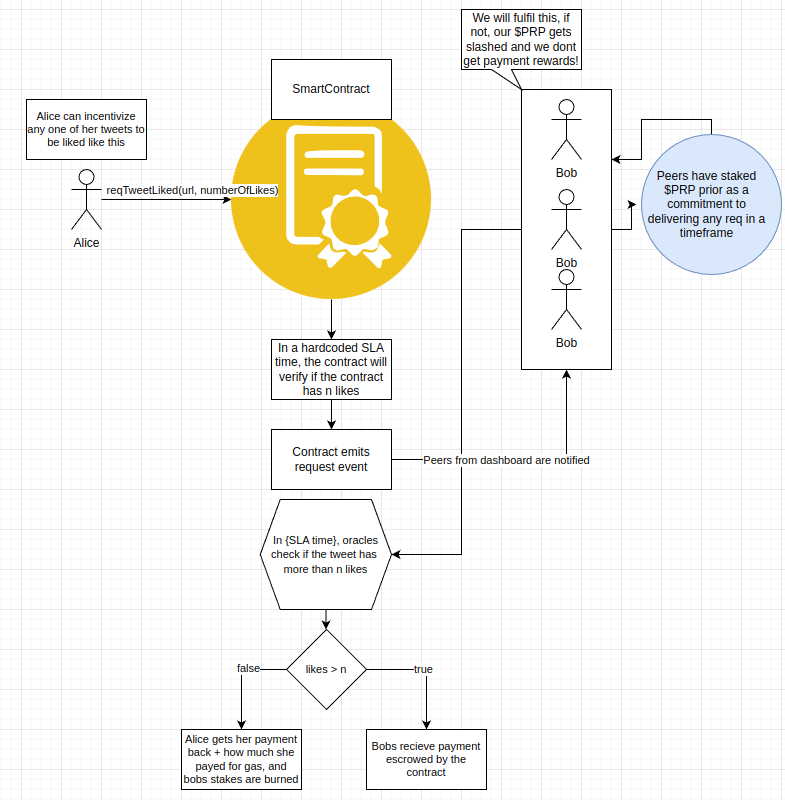 We will fulfil this, if
not, our $PRP gets
slashed and we dont
get payment rewards!
SmartContract
Alice can incentivize
any one of her tweets to
be liked like this
reqTweetLiked(url, numberOfLikes)
Alice
Bob
Bob
Bob
Peers have staked
$PRP prior as a
commitment to
delivering any req in a
timeframe
In a hardcoded SLA
time, the contract will
verify if the contract
has n likes
Contract emits
request event
Peers from dashboard are notified
In {SLA time}, oracles
check if the tweet has
more than n likes
likes > n
false
true
Alice gets her payment
back + how much she
payed for gas, and
bobs stakes are burned
Bobs recieve payment
escrowed by the
contract